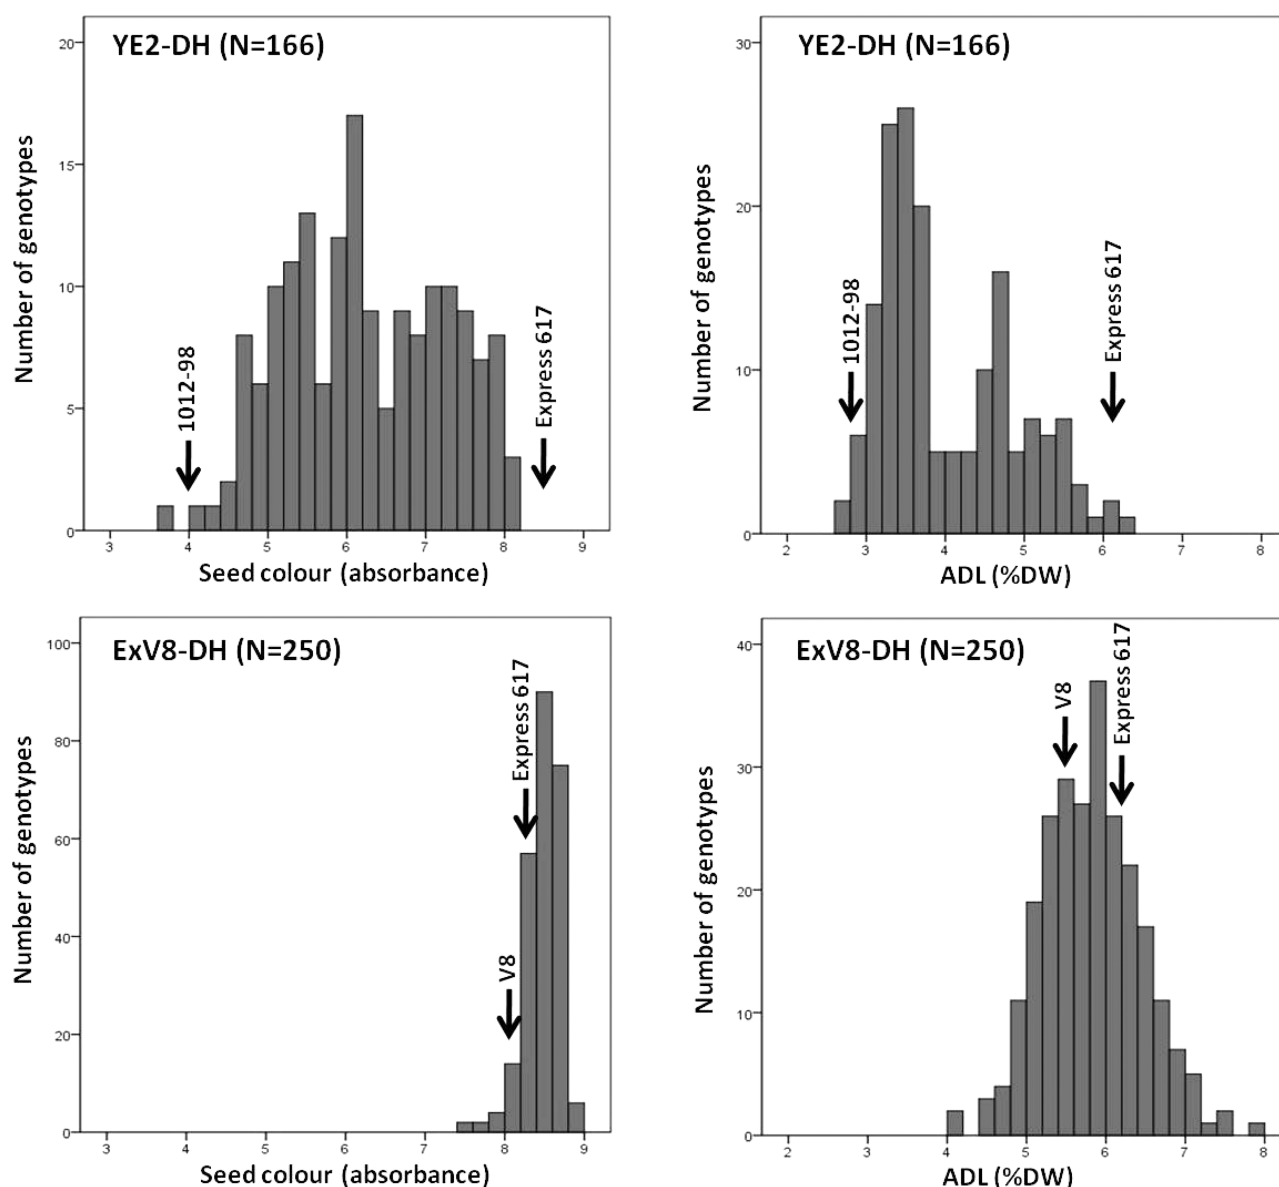 YE2-DH (N=166)
Number of genotypes
20
15
10
5
0
1012-98
Express 617
3 4 5 6 7 8 9
Seed colour (absorbance)
YE2-DH (N=166)
Number of genotypes
30
20
10
0
1012-98
Express 617
2 3 4 5 6 7 8
ADL (%DW)
ExV8-DH (N=250)
Number of genotypes
100
80
60
40
20
0
V8
Express 617
3 4 5 6 7 8 9
Seed colour (absorbance)
ExV8-DH (N=250)
Number of genotypes
40
30
20
10
0
V8
Express 617
2 3 4 5 6 7 8
ADL (%DW)